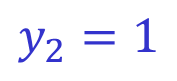 y₂ = 1